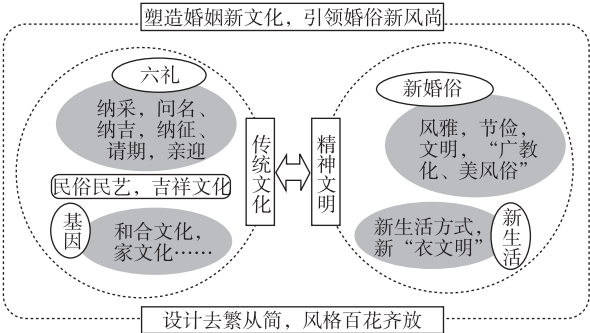 塑造婚姻新文化，引领婚俗新风尚
六礼
纳采，问名、
纳吉，纳征、
请期，亲迎
民俗民艺，吉祥文化
基因
和合文化，
家文化……
传统文化
精神文明
新婚俗
风雅，节俭，
文明，“广教
化、美风俗”
新生活方式，
新“衣文明”
新生活
设计去繁从简，风格百花齐放